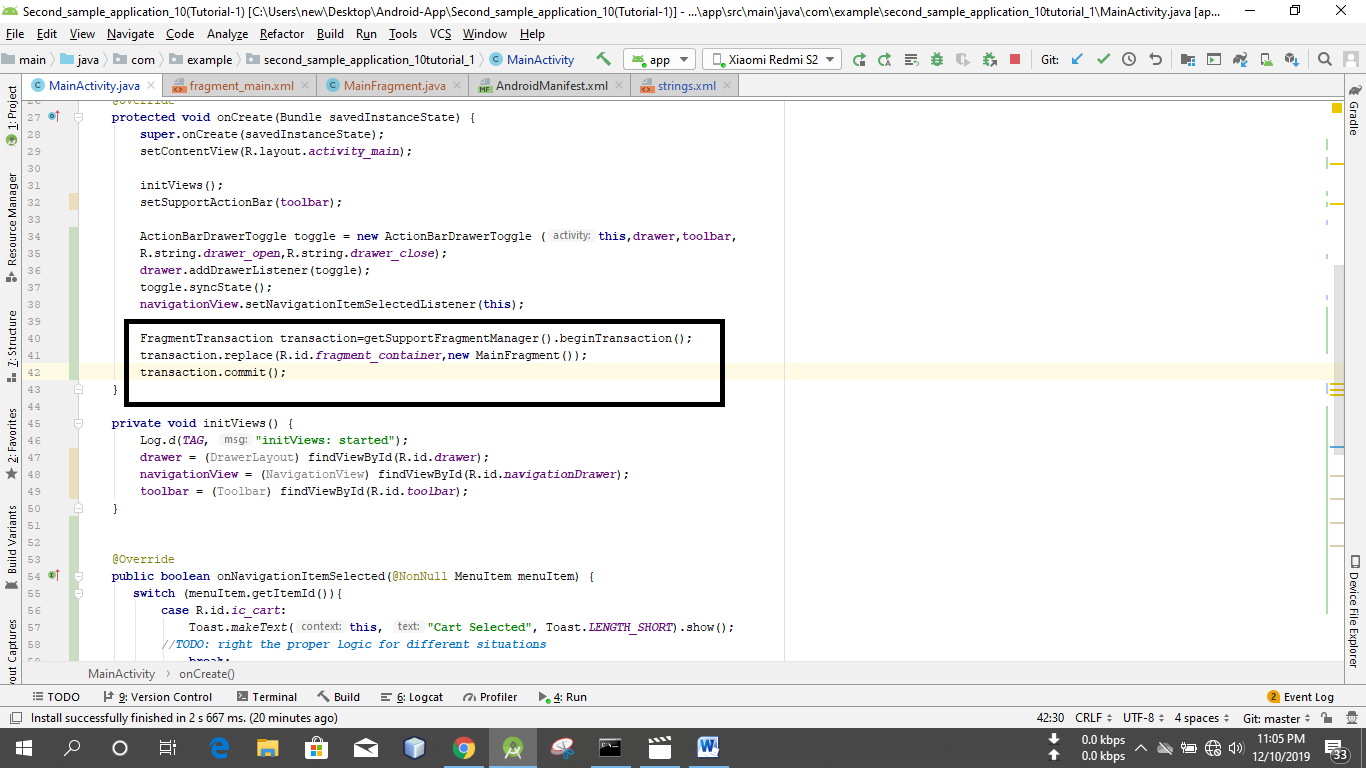 Second_sample_application_10(Tutorial-1) [C:\Users\new\Desktop\Android-App\Second_sample_application_10(Tutorial-1)] - ...\app\src\main\java\com\example\second_sample_application_10tutorial_1\MainActivity.java [ap...
File Edit View Navigate Code Analyze Refactor Build Run Tools VCS Window Help
main java com example second_sample_application_10tutorial_1 MainActivity app Xiaomi Redmi S2 Git:
MainActivity.java fragment_main.xml MainFragment.java AndroidManifest.xml strings.xml
1: Project
Resource Manager
7: Structure
2: Favorites
Build Variants
out Captures
26 @Override
27 protected void onCreate(Bundle savedInstanceState) {
28 super.onCreate(savedInstanceState);
29 setContentView(R.layout.activity_main);
30
31 initViews();
32 setSupportActionBar(toolbar);
33
34 ActionBarDrawerToggle toggle = new ActionBarDrawerToggle ( activity: this,drawer,toolbar,
35 R.string.drawer_open,R.string.drawer_close);
36 drawer.addDrawerListener(toggle);
37 toggle.syncState();
38 navigationView.setNavigationItemSelectedListener(this);
39
40 FragmentTransaction transaction=getSupportFragmentManager().beginTransaction();
41 transaction.replace(R.id.fragment_container,new MainFragment());
42 transaction.commit();
43 }
44
45 private void initViews() {
46 Log.d(TAG, msg: "initViews: started");
47 drawer = (DrawerLayout) findViewById(R.id.drawer);
48 navigationView = (NavigationView) findViewById(R.id.navigationDrawer);
49 toolbar = (Toolbar) findViewById(R.id.toolbar);
50 }
51
52
53 @Override
54 public boolean onNavigationItemSelected(@NonNull MenuItem menuItem) {
55 switch (menuItem.getItemId()){
56 case R.id.ic_cart:
57 Toast.makeText( context: this, text: "Cart Selected", Toast.LENGTH_SHORT).show();
58 //TODO: right the proper logic for different situations
59 break;
Gradle
Device File Explorer
MainActivity onCreate()
TODO 9: Version Control Terminal Build 6: Logcat Profiler 4: Run 2 Event Log
Install successfully finished in 2 s 667 ms. (20 minutes ago) 42:30 CRLF UTF-8 4 spaces Git: master
0.0 kbps
0.0 kbps
11:05 PM
12/10/2019
33